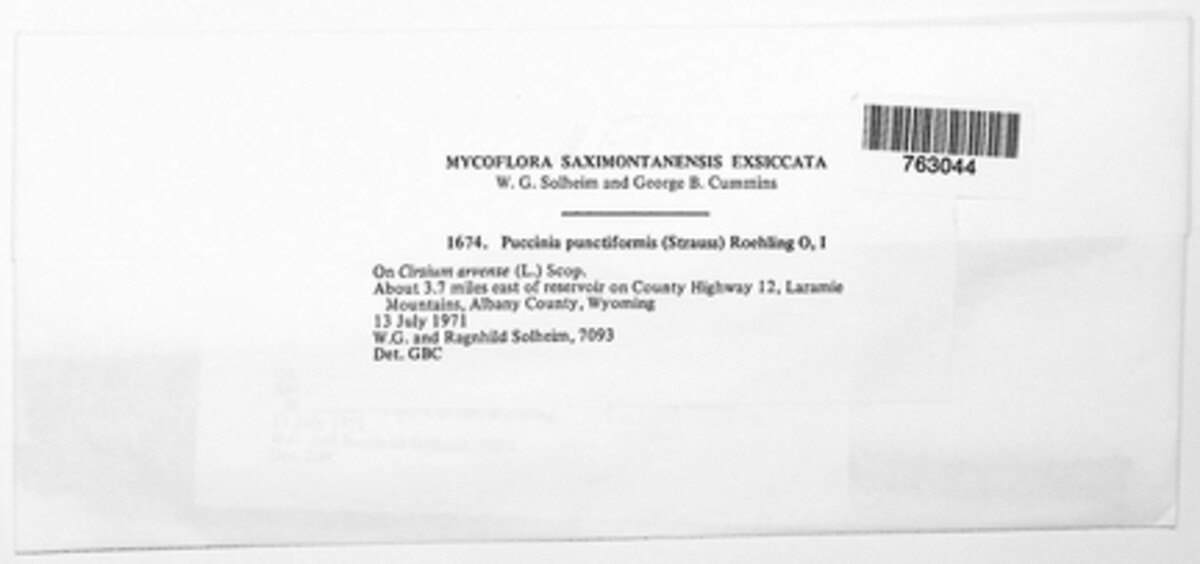 763044
MYCOFLORA SAXIMONTANENSIS EXSICCATA
W. G. Solheim and George B. Cummins
1674. Puccinia punctiformis (Strauss) Roehling O, I
On Cirsium arvense (L.) Scop.
About 3.7 miles east of reservoir on County Highway 12, Laramie
Mountains, Albany County, Wyoming
13 July 1971
W.G. and Ragnhild Solheim, 7093
Det. GBC